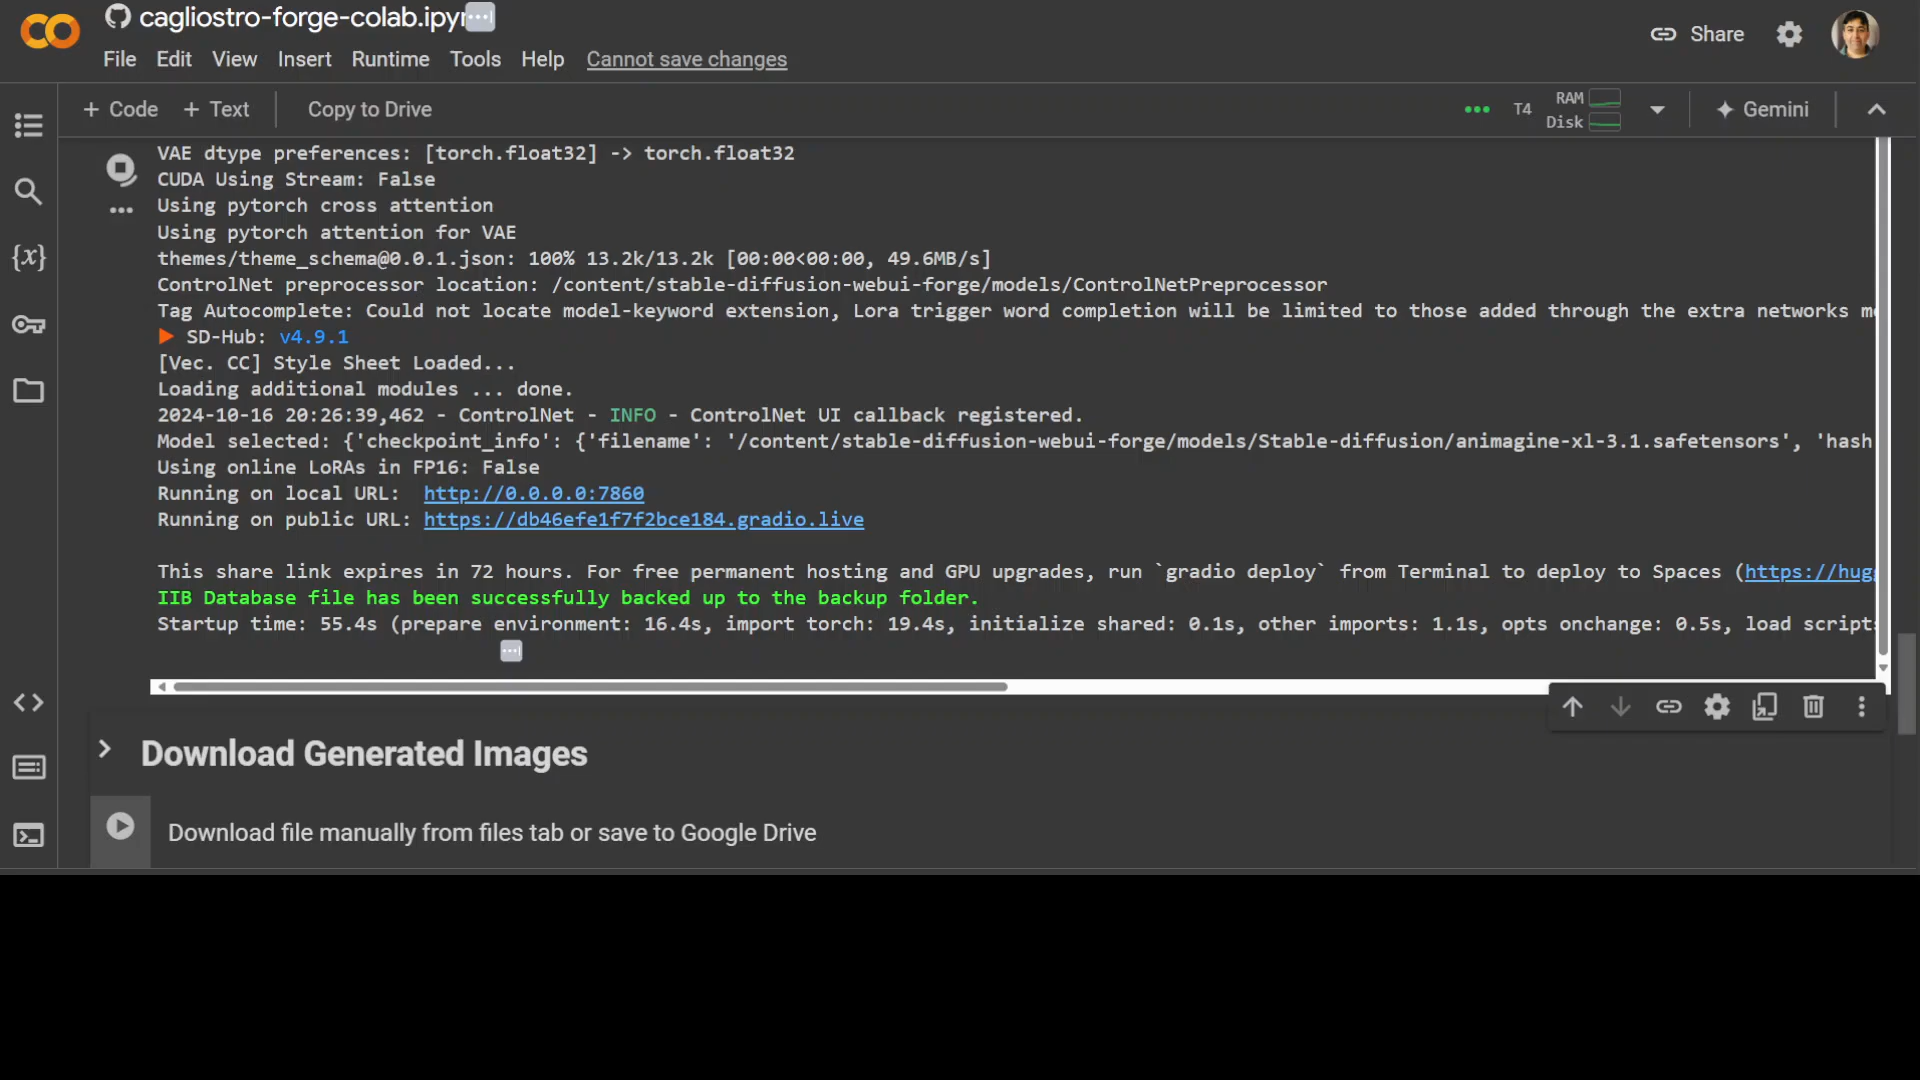 cagliostro-forge-colab.ipy
Share
File Edit View Insert Runtime Tools Help Cannot save changes
+ Code + Text Copy to Drive T4 RAM Disk Gemini
VAE dtype preferences: [torch.float32] -> torch.float32
CUDA Using Stream: False
Using pytorch cross attention
Using pytorch attention for VAE
themes/theme_schema@0.0.1.json: 100% 13.2k/13.2k [00:00<00:00, 49.6MB/s]
ControlNet preprocessor location: /content/stable-diffusion-webui-forge/models/ControlNetPreprocessor
Tag Autocomplete: Could not locate model-keyword extension, Lora trigger word completion will be limited to those added through the extra networks m
SD-Hub: v4.9.1
[Vec. CC] Style Sheet Loaded...
Loading additional modules ... done.
2024-10-16 20:26:39,462 - ControlNet - INFO - ControlNet UI callback registered.
Model selected: {'checkpoint_info': {'filename': '/content/stable-diffusion-webui-forge/models/Stable-diffusion/animagine-xl-3.1.safetensors', 'hash
Using online LoRAs in FP16: False
Running on local URL: http://0.0.0.0:7860
Running on public URL: https://db46efe1f7f2bce184.gradio.live
This share link expires in 72 hours. For free permanent hosting and GPU upgrades, run `gradio deploy` from Terminal to deploy to Spaces (https://hug
IIB Database file has been successfully backed up to the backup folder.
Startup time: 55.4s (prepare environment: 16.4s, import torch: 19.4s, initialize shared: 0.1s, other imports: 1.1s, opts onchange: 0.5s, load scripts
Download Generated Images
Download file manually from files tab or save to Google Drive